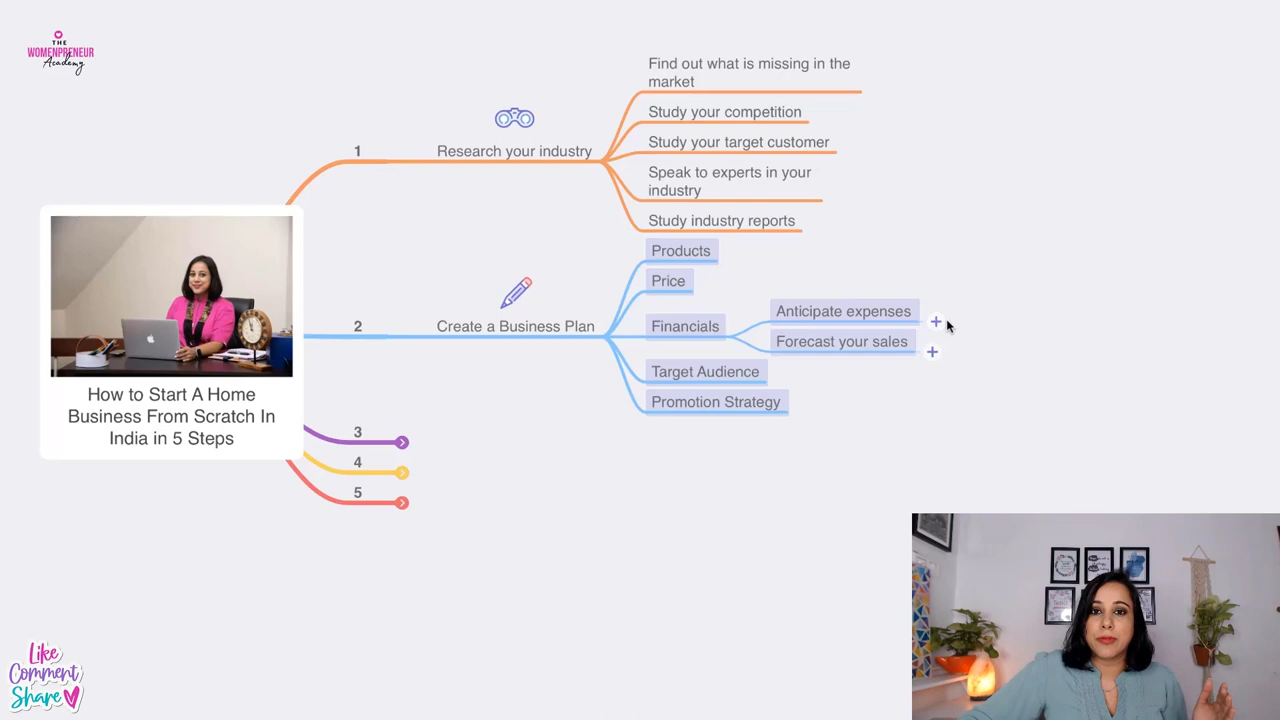 THE
WOMENPRENEUR
Academy
How to Start A Home
Business From Scratch In
India in 5 Steps
1
Research your industry
Find out what is missing in the
market
Study your competition
Study your target customer
Speak to experts in your
industry
Study industry reports
2
Create a Business Plan
Products
Price
Financials
Anticipate expenses
Forecast your sales
Target Audience
Promotion Strategy
3
4
5
Like
Comment
Share